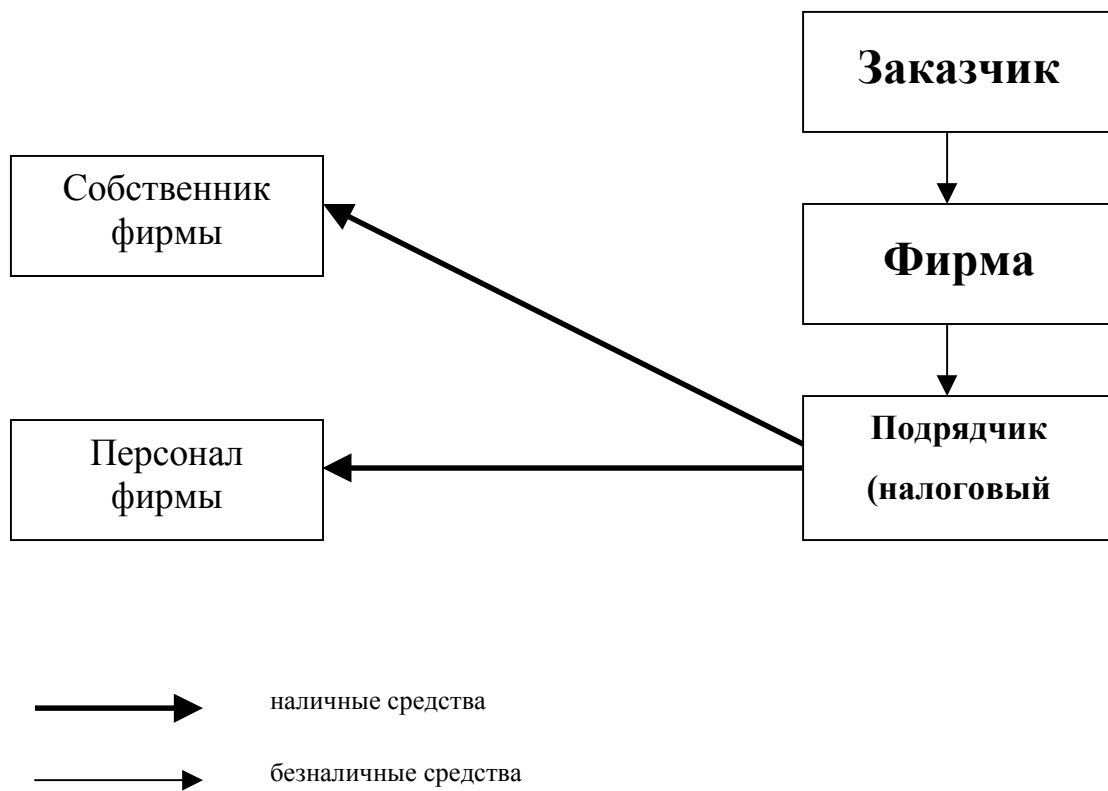 Заказчик
Собственник
фирмы
Фирма
Подрядчик
(налоговый
Персонал
фирмы
наличные средства
безналичные средства